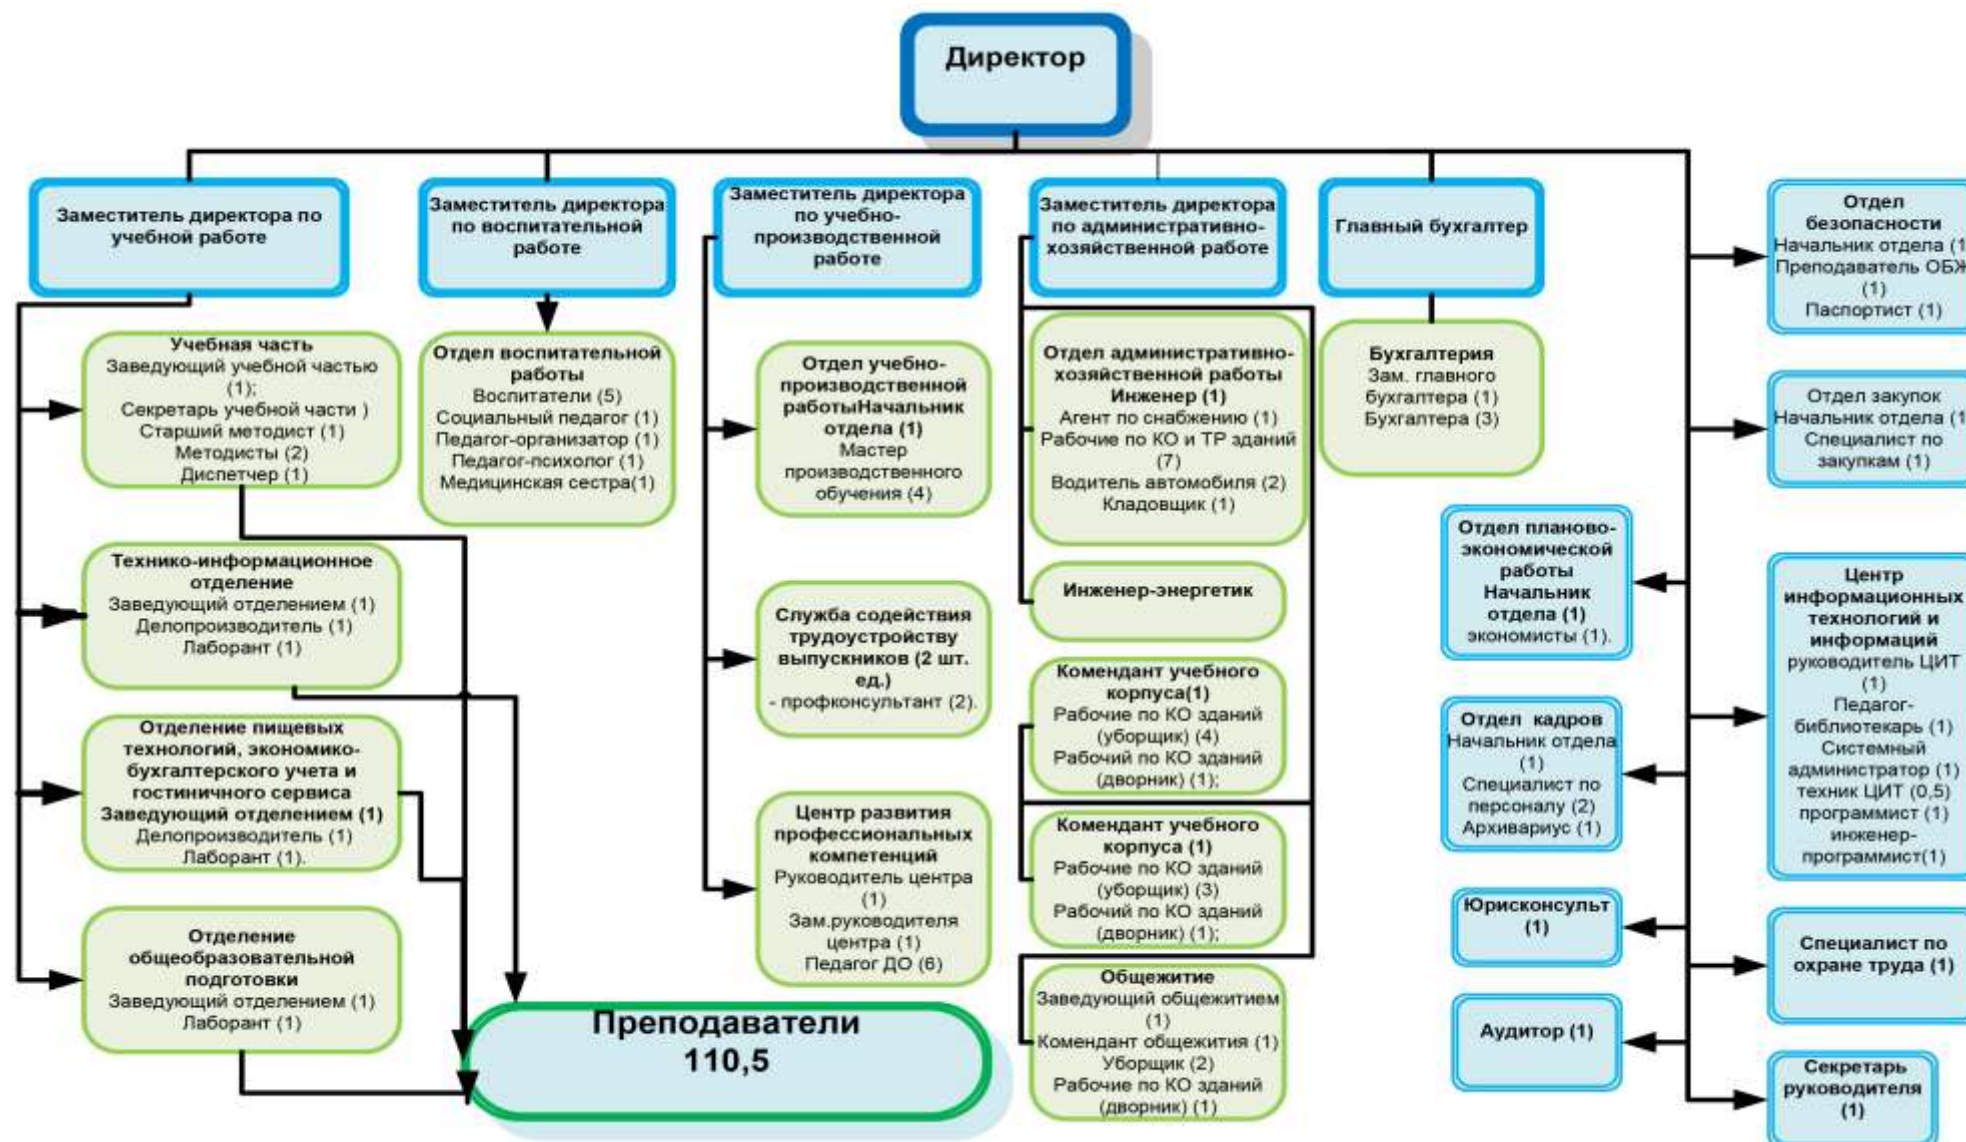 Директор
Заместитель директора по
учебной работе
Учебная часть
Заведующий учебной частью
(1);
Секретарь учебной части )
Старший методист (1)
Методисты (2)
Диспетчер (1)
Технико-информационное
отделение
Заведующий отделением (1)
Делопроизводитель (1)
Лаборант (1)
Отделение пищевых
технологий, экономико-
бухгалтерского учета и
гостиничного сервиса
Заведующий отделением (1)
Делопроизводитель (1)
Лаборант (1).
Отделение
общеобразовательной
подготовки
Заведующий отделением (1)
Лаборант (1)
Преподаватели
110,5
Заместитель директора
по воспитательной
работе
Отдел воспитательной
работы
Воспитатели (5)
Социальный педагог (1)
Педагог-организатор (1)
Педагог-психолог (1)
Медицинская сестра(1)
Заместитель директора
по учебно-
производственной
работе
Отдел учебно-
производственной
работыНачальник
отдела (1)
Мастер
производственного
обучения (4)
Служба содействия
трудоустройству
выпускников (2 шт.
ед.)
- профконсультант (2).
Центр развития
профессиональных
компетенций
Руководитель центра
(1)
Зам.руководителя
центра (1)
Педагог ДО (6)
Заместитель директора
по административно-
хозяйственной работе
Отдел административно-
хозяйственной работы
Инженер (1)
Агент по снабжению (1)
Рабочие по КО и ТР зданий
(7)
Водитель автомобиля (2)
Кладовщик (1)
Инженер-энергетик
Комендант учебного
корпуса(1)
Рабочие по КО зданий
(уборщик) (4)
Рабочий по КО зданий
(дворник) (1);
Комендант учебного
корпуса (1)
Рабочие по КО зданий
(уборщик) (3)
Рабочий по КО зданий
(дворник) (1);
Общежитие
Заведующий общежитием
(1)
Комендант общежития (1)
Уборщик (2)
Рабочие по КО зданий
(дворник) (1)
Главный бухгалтер
Бухгалтерия
Зам. главного
бухгалтера (1)
Бухгалтера (3)
Отдел планово-
экономической
работы
Начальник
отдела (1)
экономисты (1).
Отдел кадров
Начальник отдела
(1)
Специалист по
персоналу (2)
Архивариус (1)
Юрисконсульт
(1)
Аудитор (1)
Отдел
безопасности
Начальник отдела (1
Преподаватель ОБЖ
(1)
Паспортист (1)
Отдел закупок
Начальник отдела (1
Специалист по
закупкам (1)
Центр
информационных
технологий и
информаций
руководитель ЦИТ
(1)
Педагог-
библиотекарь (1)
Системный
администратор (1)
техник ЦИТ (0,5)
программист (1)
инженер-
программист(1)
Специалист по
охране труда (1)
Секретарь
руководителя
(1)